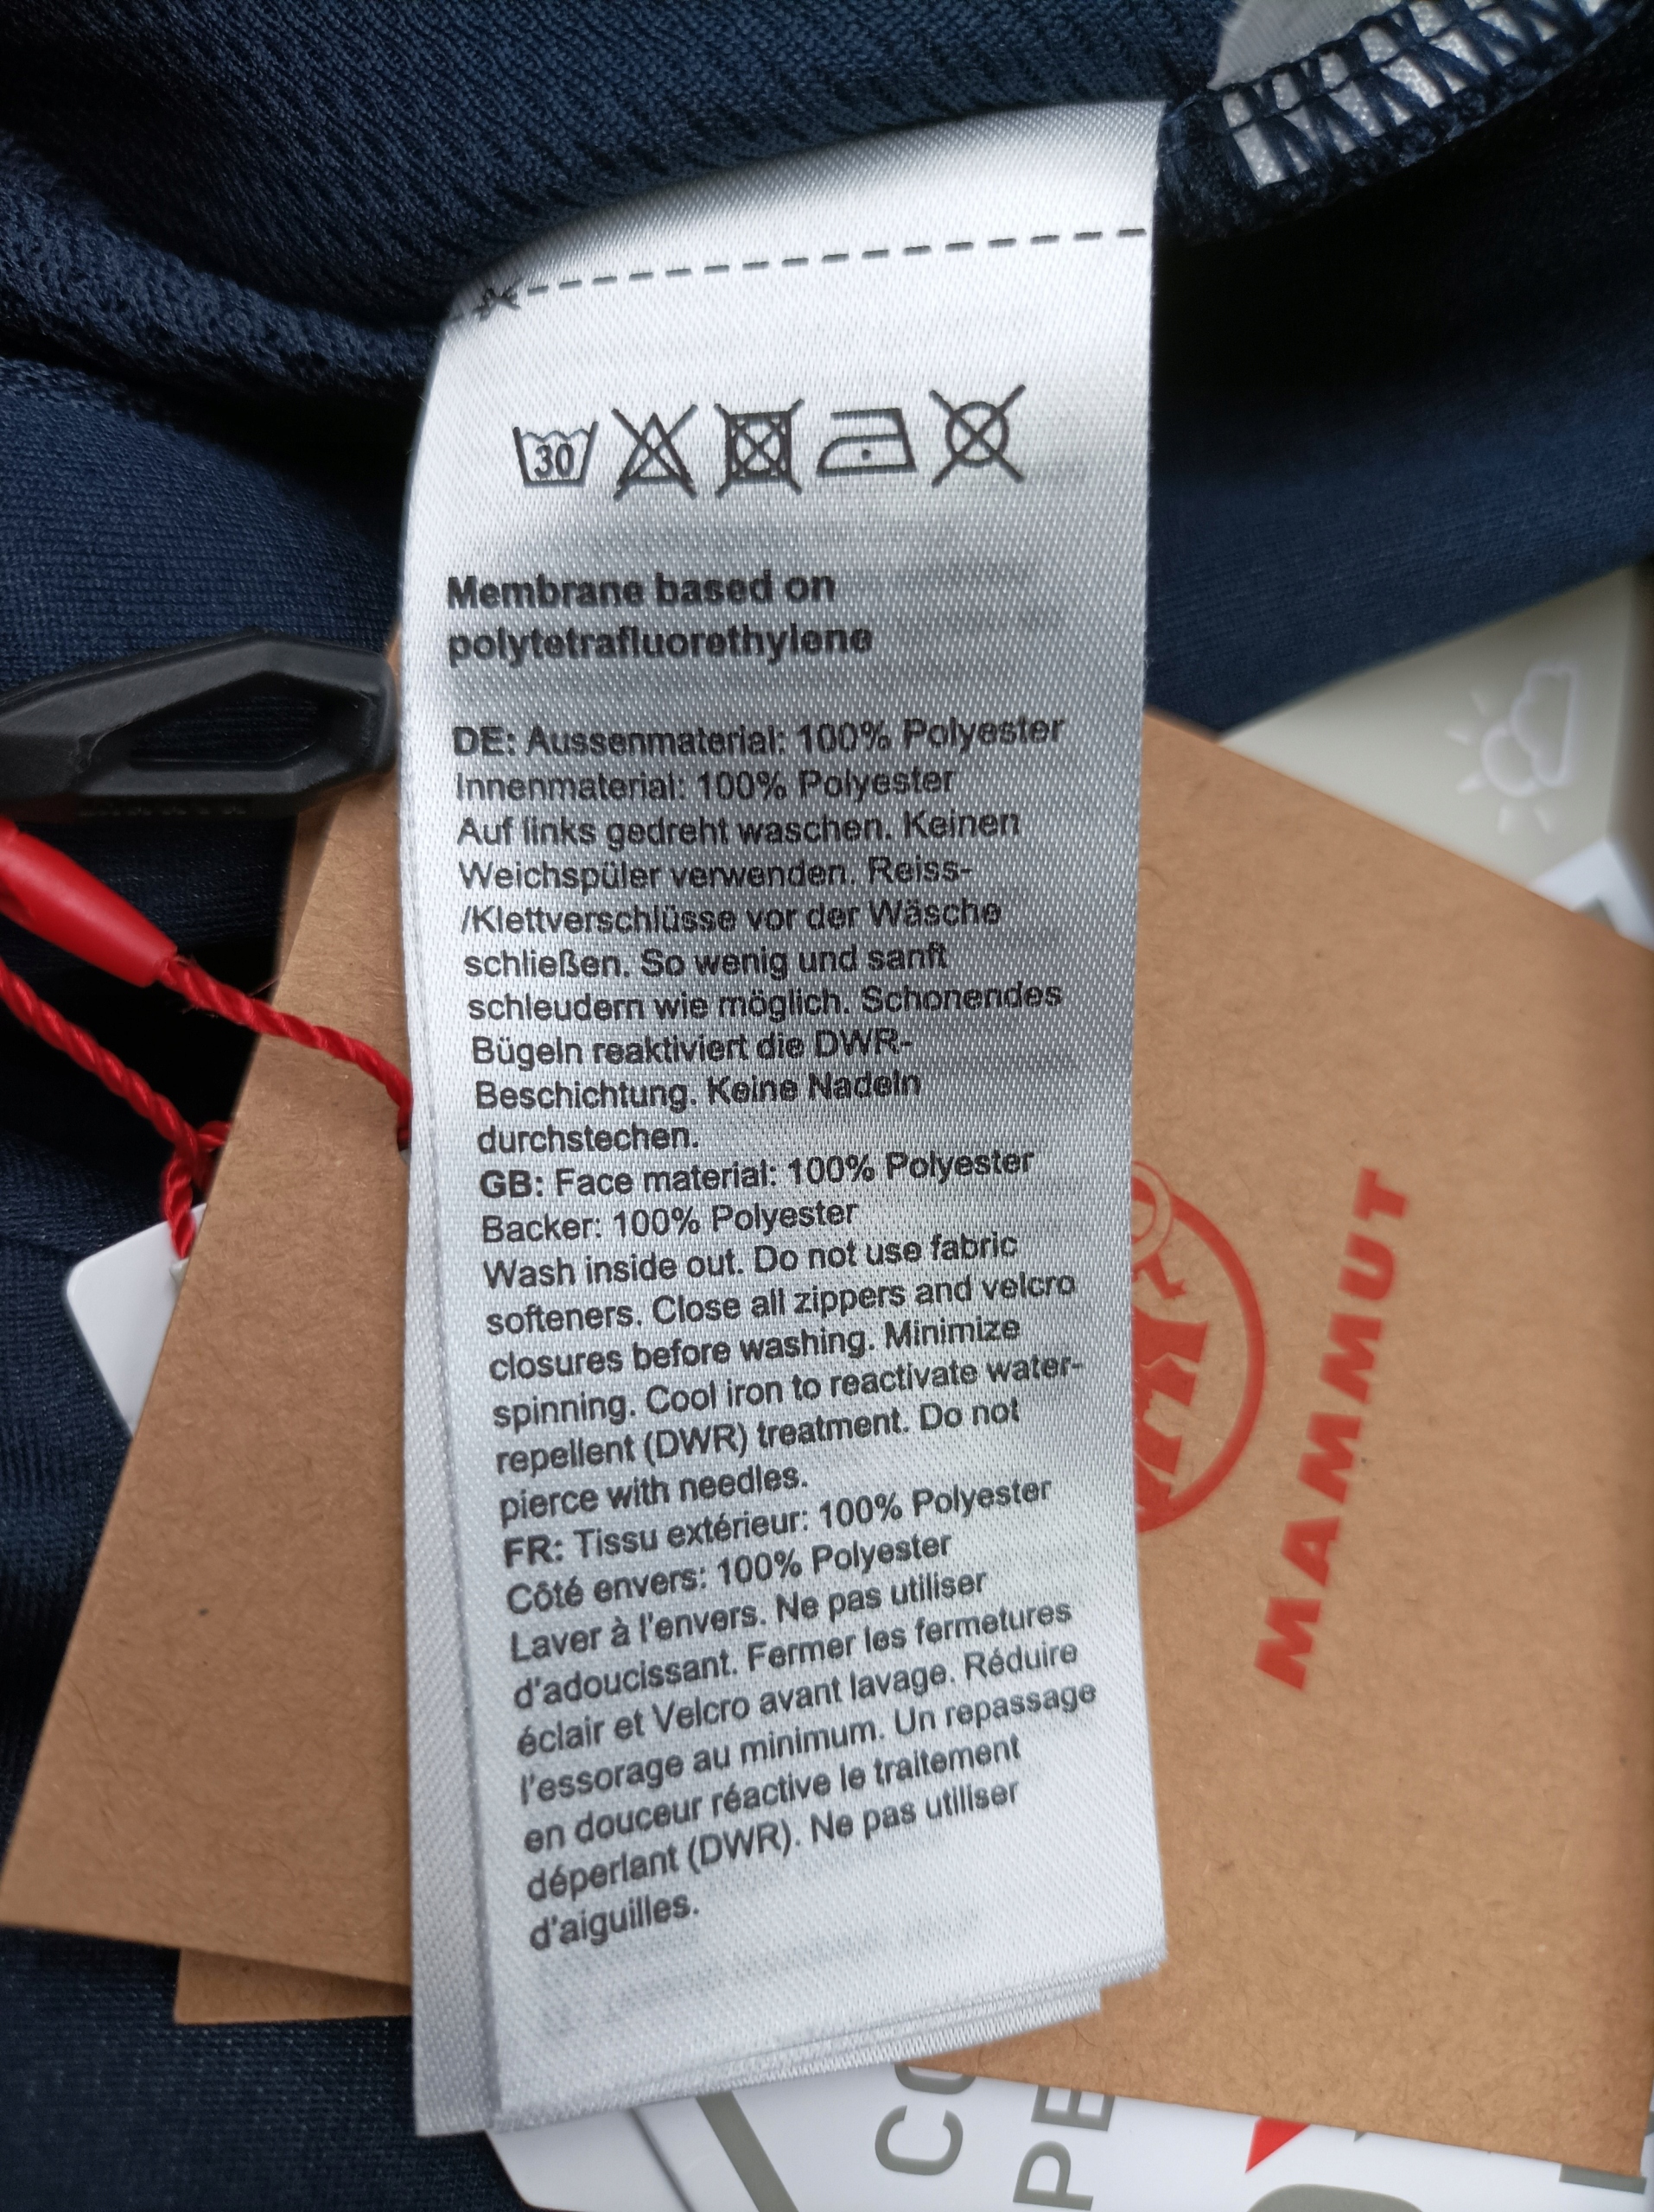 30
Membrane based on
polytetrafluorethylene
DE: Aussenmaterial: 100% Polyester
Innenmaterial: 100% Polyester
Auf links gedreht waschen. Keinen
Weichspüler verwenden. Reiss-
/Klettverschlüsse vor der Wäsche
schließen. So wenig und sanft
schleudern wie möglich. Schonendes
Bügeln reaktiviert die DWR-
Beschichtung. Keine Nadeln
durchstechen.
GB: Face material: 100% Polyester
Backer: 100% Polyester
Wash inside out. Do not use fabric
softeners. Close all zippers and velcro
closures before washing. Minimize
spinning. Cool iron to reactivate water-
repellent (DWR) treatment. Do not
pierce with needles.
FR: Tissu extérieur: 100% Polyester
Côté envers: 100% Polyester
Laver à l'envers. Ne pas utiliser
d'adoucissant. Fermer les fermetures
éclair et Velcro avant lavage. Réduire
l'essorage au minimum. Un repassage
en douceur réactive le traitement
déperlant (DWR). Ne pas utiliser
d'aiguilles.
MAMMUT
CO
PE